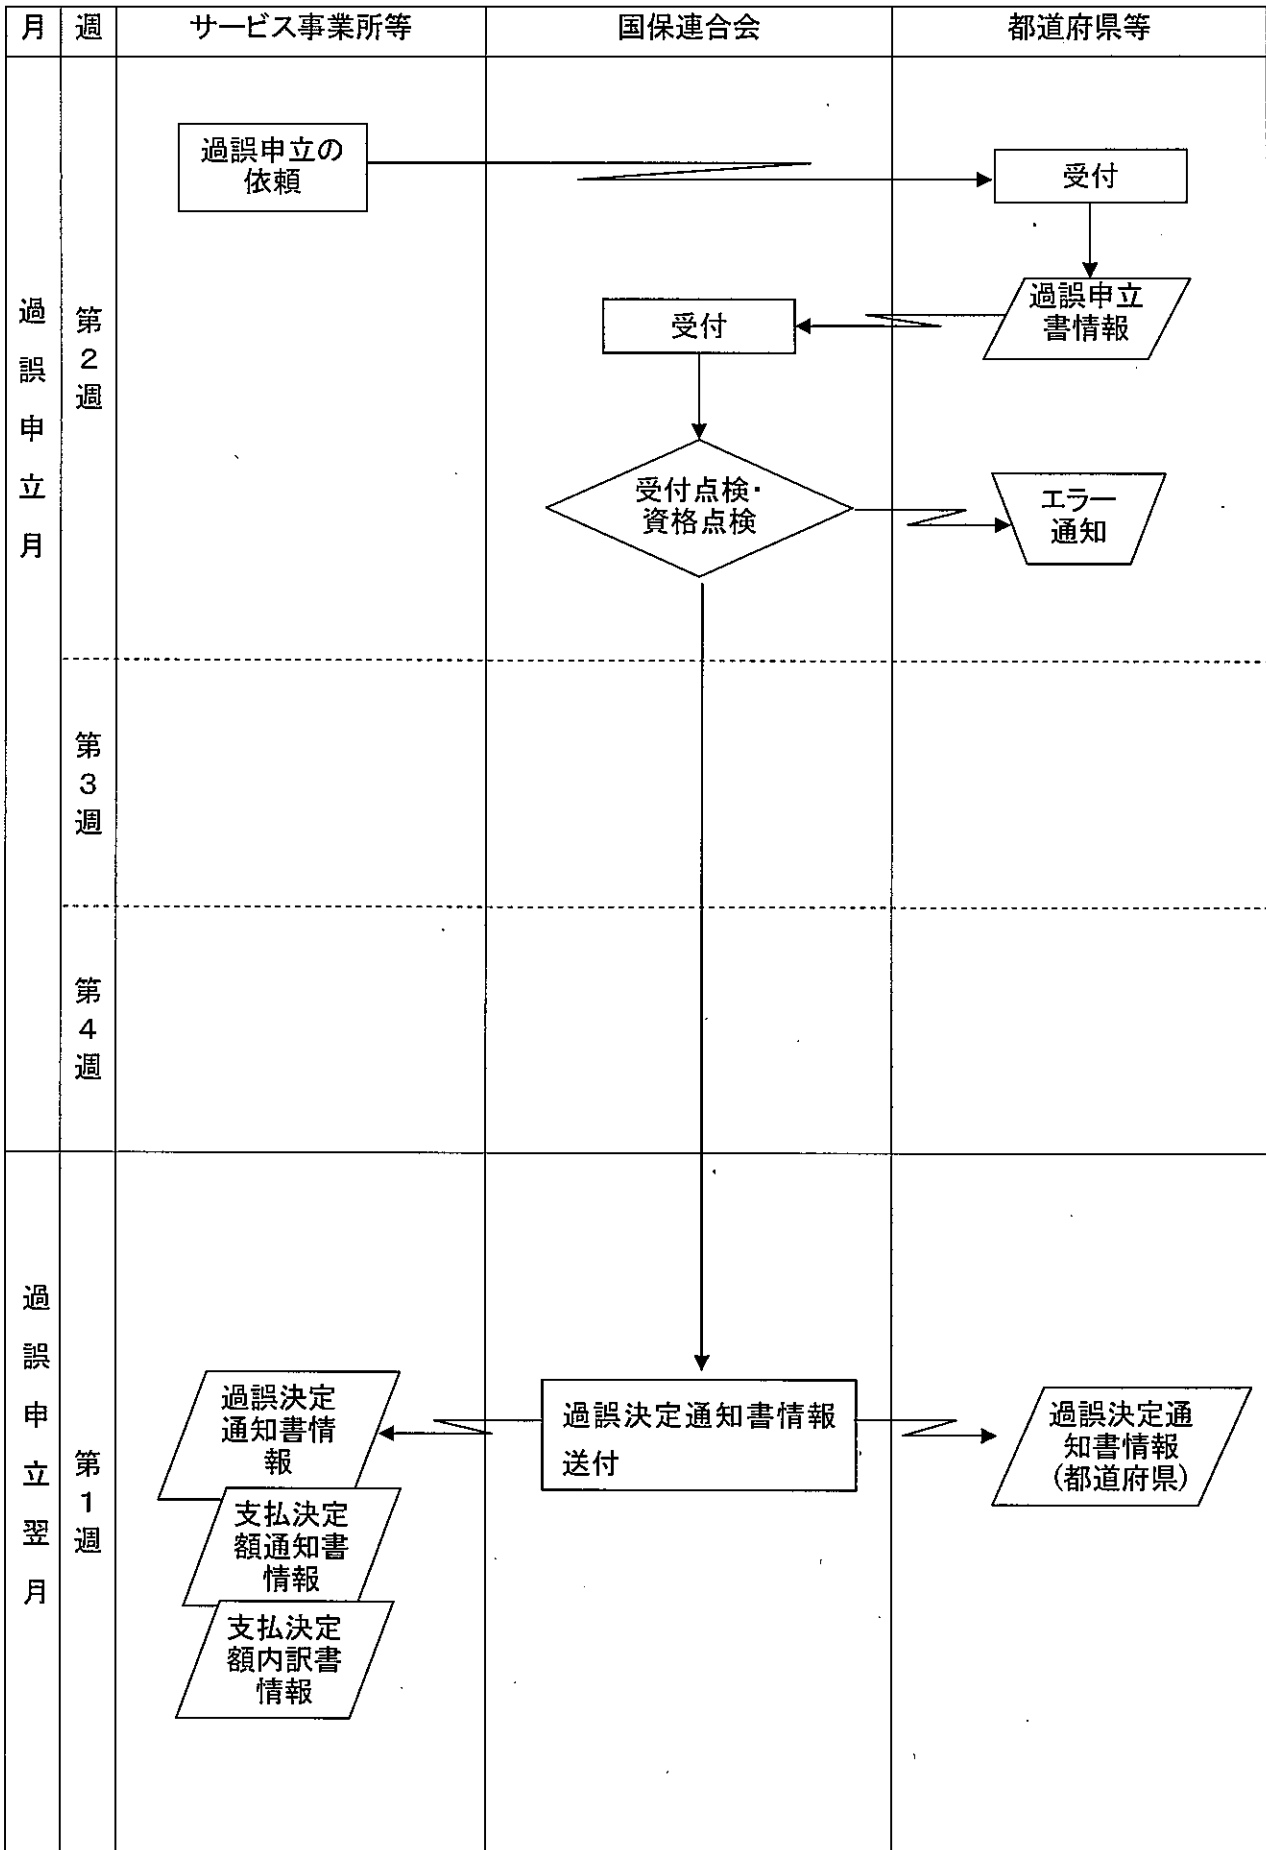 月 週 サービス事業所等 国保連合会 都道府県等
過誤申立月
第2週
過誤申立の
依頼
受付
過誤申立
書情報
受付
受付点検・
資格点検
エラー
通知
第3週
第4週
過誤申立翌月
第1週
過誤決定
通知書情
報
支払決定
額通知書
情報
支払決定
額内訳書
情報
過誤決定通知書情報
送付
過誤決定通
知書情報
(都道府県)